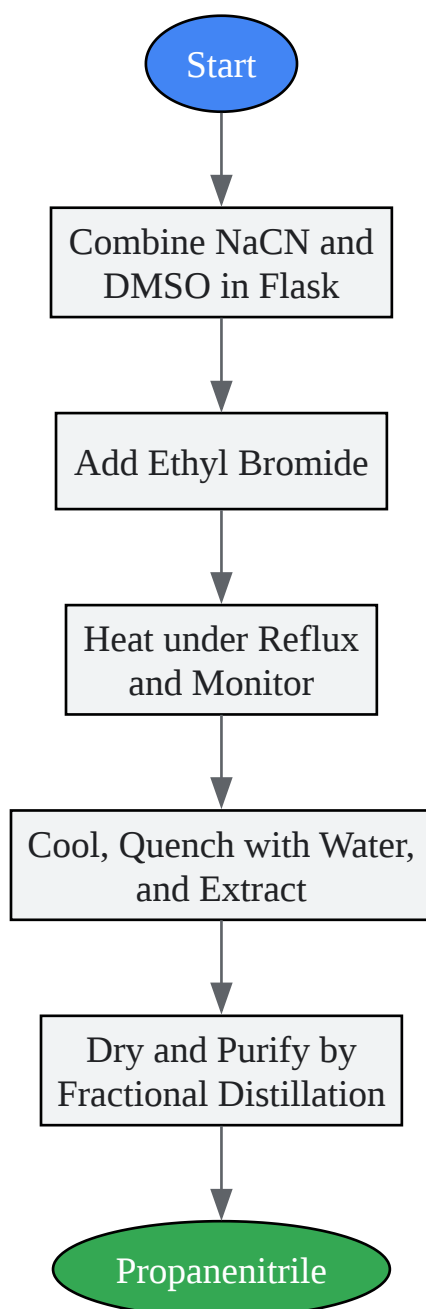 Start
Combine NaCN and
DMSO in Flask
Add Ethyl Bromide
Heat under Reflux
and Monitor
Cool, Quench with Water,
and Extract
Dry and Purify by
Fractional Distillation
Propanenitrile